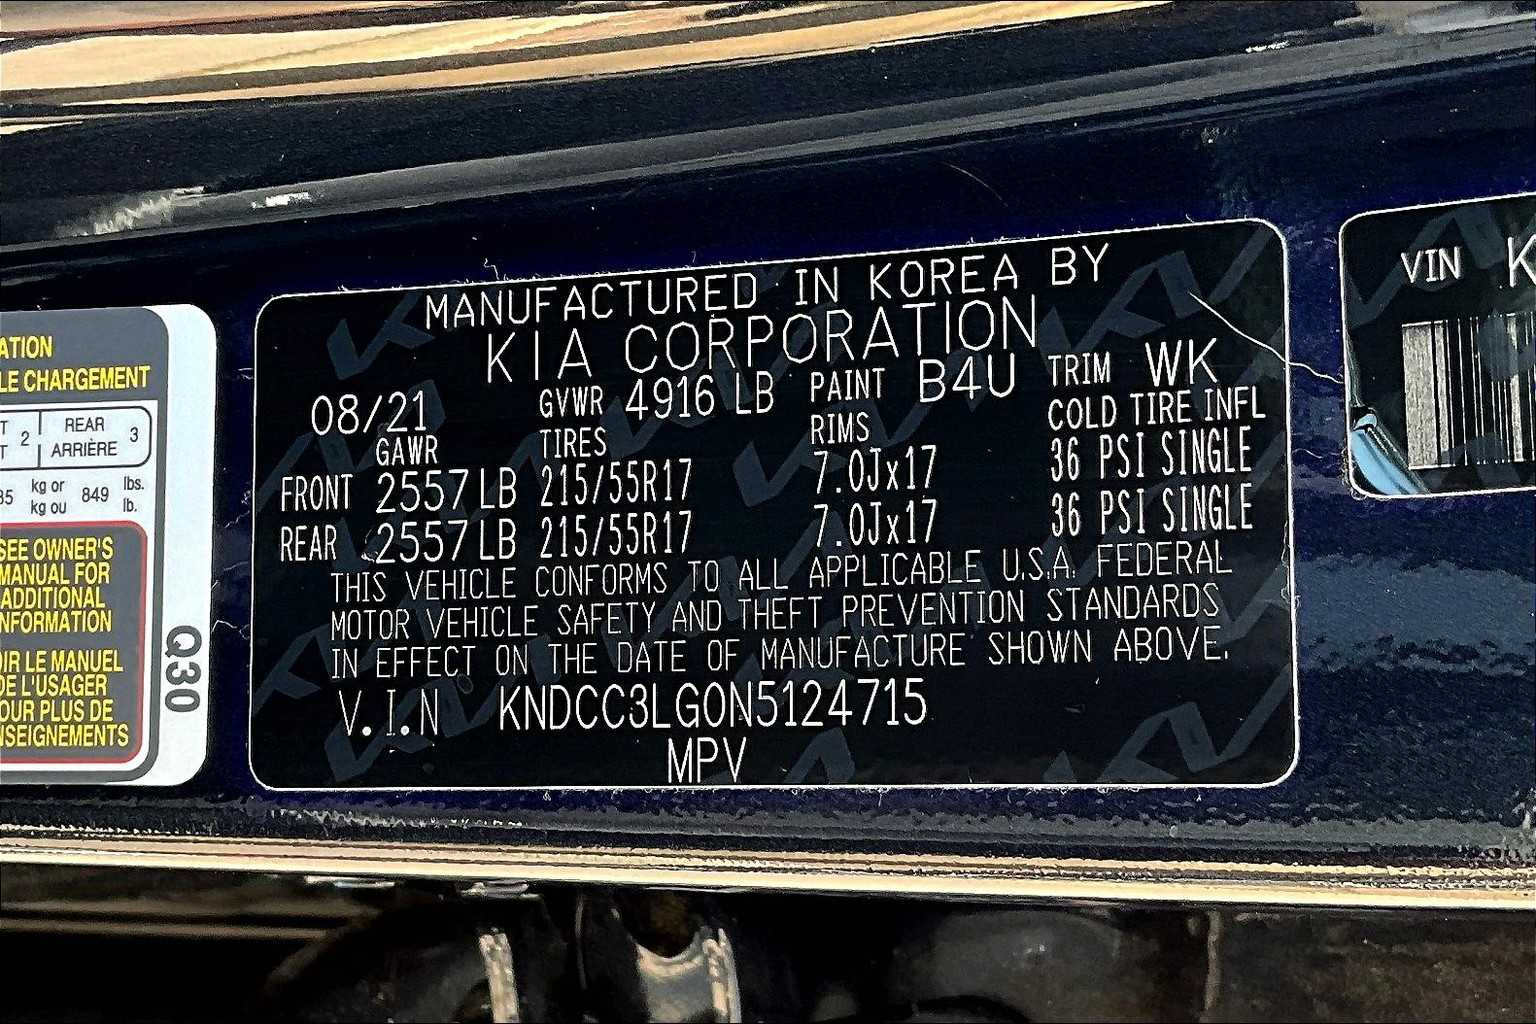 ATION
LE CHARGEMENT
T 2 REAR 3
T ARRIÈRE
35 kg or 849 lbs.
kg ou lb.
SEE OWNER'S
MANUAL FOR
ADDITIONAL
NFORMATION
OIR LE MANUEL
DE L'USAGER
OUR PLUS DE
NSEIGNEMENTS
Q30
MANUFACTURED IN KOREA BY
KIA CORPORATION
08/21 GVWR 4916 LB PAINT B4U TRIM WK
GAWR TIRES RIMS COLD TIRE INFL
FRONT 2557 LB 215/55R17 7.0Jx17 36 PSI SINGLE
REAR 2557 LB 215/55R17 7.0Jx17 36 PSI SINGLE
THIS VEHICLE CONFORMS TO ALL APPLICABLE U.S.A. FEDERAL
MOTOR VEHICLE SAFETY AND THEFT PREVENTION STANDARDS
IN EFFECT ON THE DATE OF MANUFACTURE SHOWN ABOVE.
V.I.N KNDCC3LG0N5124715
MPV
VIN K